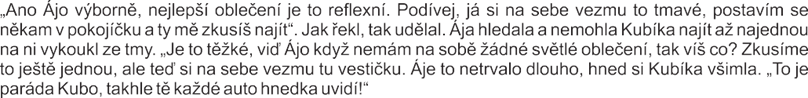 „Ano Ájo výborně, nejlepší oblečení je to reflexní. Podívej, já si na sebe vezmu to tmavé, postavím se
někam v pokojíčku a ty mě zkusíš najít“. Jak řekl, tak udělal. Ája hledala a nemohla Kubíka najít až najednou
na ni vykoukl ze tmy. „Je to těžké, viď Ájo když nemám na sobě žádné světlé oblečení, tak víš co? Zkusíme
to ještě jednou, ale teď si na sebe vezmu tu vestičku. Áje to netrvalo dlouho, hned si Kubíka všimla. „To je
paráda Kubo, takhle tě každé auto hnedka uvidí!“